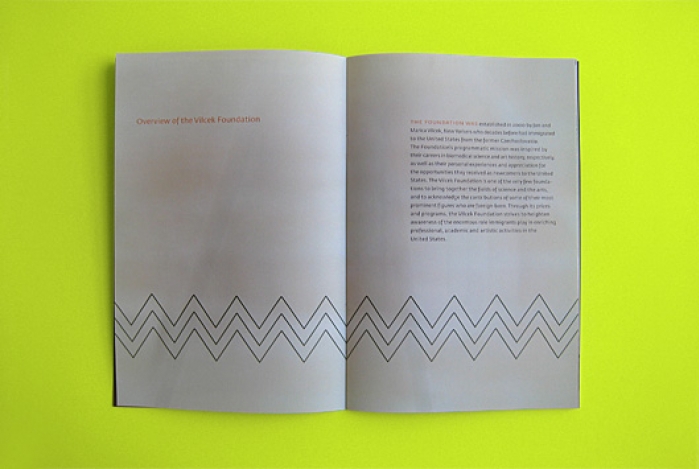 Overview of the Vilcek Foundation
THE FOUNDATION WAS established in 2000 by Jan and
Marica Vilcek, New Yorkers who decades before had immigrated
to the United States from the former Czechoslovakia.
The Foundation's programmatic mission was inspired by
their careers in biomedical science and art history, respectively,
as well as their personal experiences and appreciation for
the opportunities they received as newcomers to the United
States. The Vilcek Foundation is one of the very few founda-
tions to bring together the fields of science and the arts,
and to acknowledge the contributions of some of their most
prominent figures who are foreign-born. Through its prizes
and programs, the Vilcek Foundation strives to heighten
awareness of the enormous role immigrants play in enriching
professional, academic and artistic activities in the
United States.